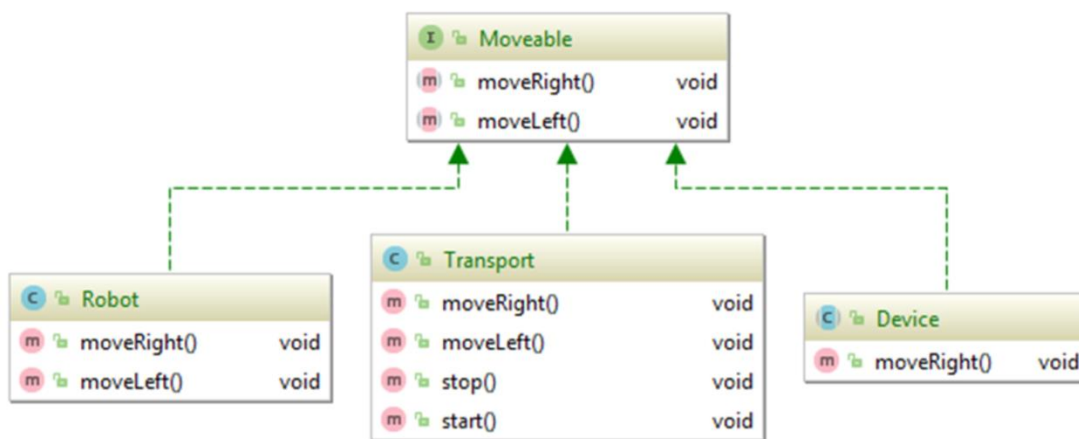 I Moveable
m moveRight() void
m moveLeft() void
C Robot
m moveRight() void
m moveLeft() void
C Transport
m moveRight() void
m moveLeft() void
m stop() void
m start() void
C Device
m moveRight() void